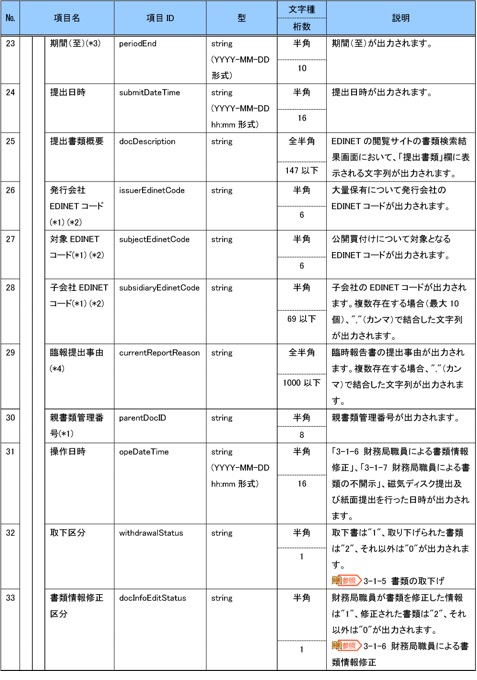 № 項目名 項目 ID 型 文字種 説明
桁数
23 期間（至）(*3) periodEnd string 半角 期間（至）が出力されます。
(YYYY-MM-DD
形式) 10
24 提出日時 submitDateTime string 半角 提出日時が出力されます。
(YYYY-MM-DD
hh:mm 形式) 16
25 提出書類概要 docDescription string 全半角 EDINET の閲覧サイトの書類検索結
果画面において、「提出書類」欄に表
147 以下 示される文字列が出力されます。
26 発行会社 issuerEdinetCode string 半角 大量保有について発行会社の
EDINET コード EDINET コードが出力されます。
(*1) (*2) 6
27 対象 EDINET subjectEdinetCode string 半角 公開買付けについて対象となる
コード(*1) (*2) EDINET コードが出力されます。
6
28 子会社 EDINET subsidiaryEdinetCode string 半角 子会社の EDINET コードが出力され
コード(*1) (*2) ます。複数存在する場合（最大 10
69 以下 個）、","（カンマ）で結合した文字列
が出力されます。
29 臨報提出事由 currentReportReason string 全半角 臨時報告書の提出事由が出力され
(*4) ます。複数存在する場合、","（カン
1000 以下 マ）で結合した文字列が出力されま
す。
30 親書類管理番 parentDocID string 半角 親書類管理番号が出力されます。
号(*1) 8
31 操作日時 opeDateTime string 半角 「3-1-6 財務局職員による書類情報
(YYYY-MM-DD 修正」、「3-1-7 財務局職員による書
hh:mm 形式) 16 類の不開示」、磁気ディスク提出及
び紙面提出を行った日時が出力され
ます。
32 取下区分 withdrawalStatus string 半角 取下書は"1"、取り下げられた書類
は"2"、それ以外は"0"が出力されま
1 す。
参照 3-1-5 書類の取下げ
33 書類情報修正 docInfoEditStatus string 半角 財務局職員が書類を修正した情報
区分 は"1"、修正された書類は"2"、それ
以外は"0"が出力されます。
1 参照 3-1-6 財務局職員による書
類情報修正